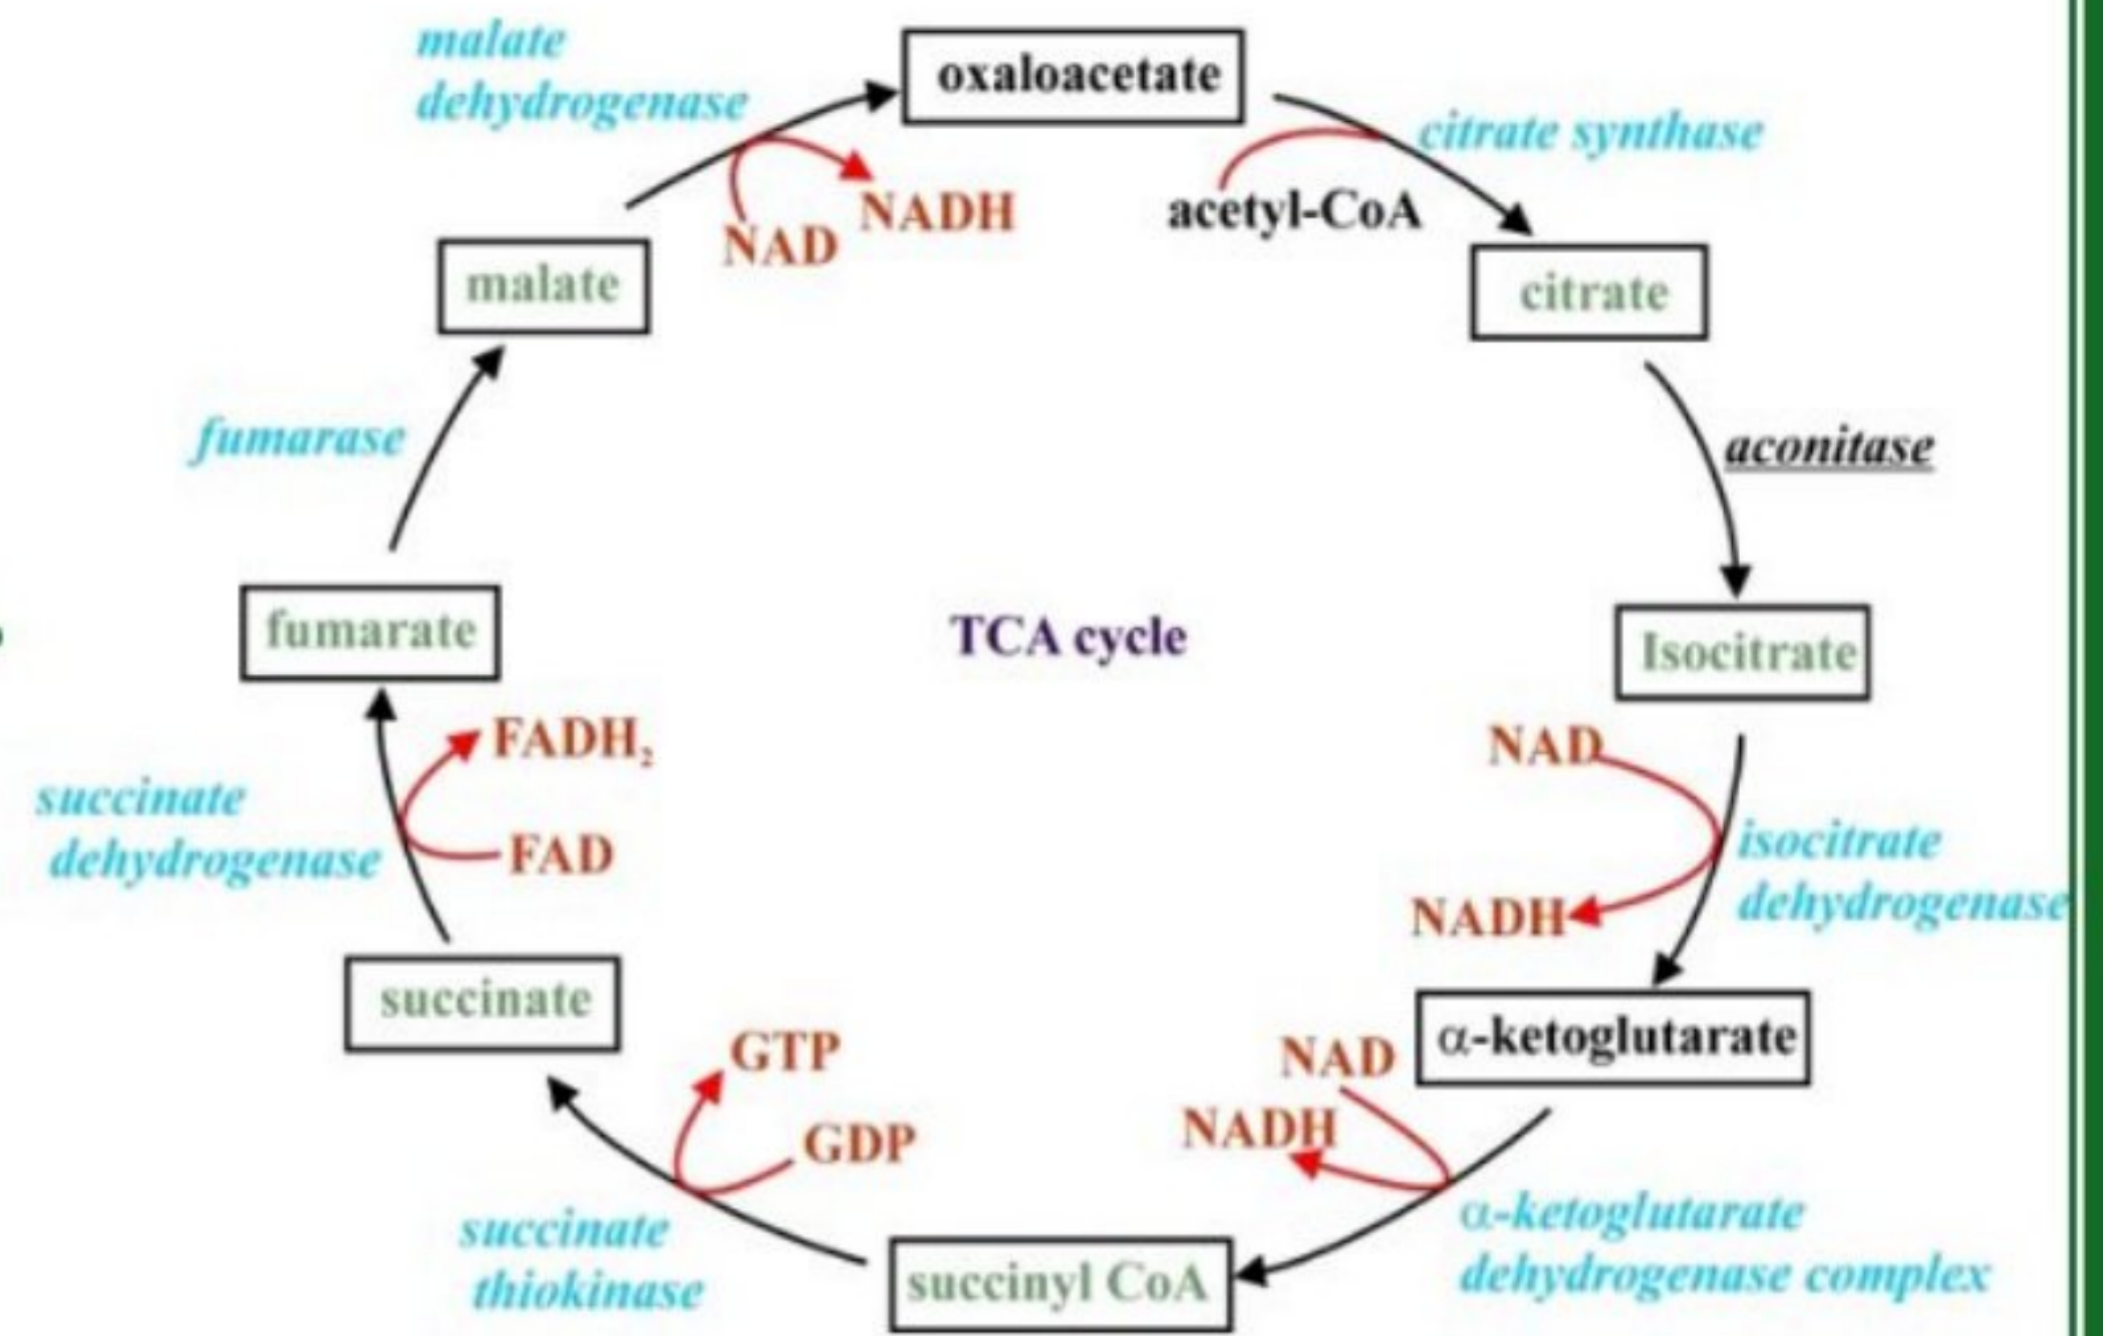 malate
dehydrogenase
oxaloacetate
citrate synthase
NADH
NAD
acetyl-CoA
malate
citrate
fumarase
aconitase
fumarate
TCA cycle
Isocitrate
FADH₂
NAD
succinate
dehydrogenase
FAD
isocitrate
dehydrogenase
NADH
succinate
GTP
NAD
α-ketoglutarate
GDP
NADH
succinate
thiokinase
succinyl CoA
α-ketoglutarate
dehydrogenase complex